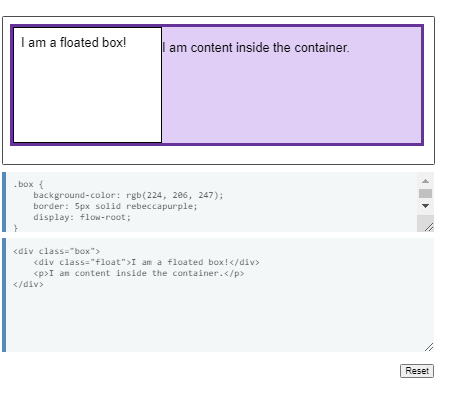 I am a floated box!
I am content inside the container.
.box {
    background-color: rgb(224, 206, 247);
    border: 5px solid rebeccapurple;
    display: flow-root;
}
<div class="box">
    <div class="float">I am a floated box!</div>
    <p>I am content inside the container.</p>
</div>
Reset